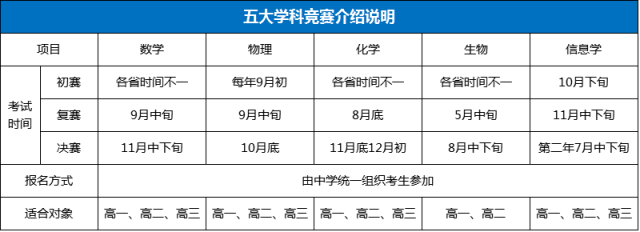 五大学科竞赛介绍说明
项目 数学 物理 化学 生物 信息学
考试时间 初赛 各省时间不一 每年9月初 各省时间不一 各省时间不一 10月下旬
复赛 9月中旬 9月中旬 8月底 5月中旬 11月中下旬
决赛 11月中下旬 10月底 11月底12月初 8月中下旬 第二年7月中下旬
报名方式 由中学统一组织考生参加
适合对象 高一、高二、高三 高一、高二、高三 高一、高二、高三 高一、高二 高一、高二、高三